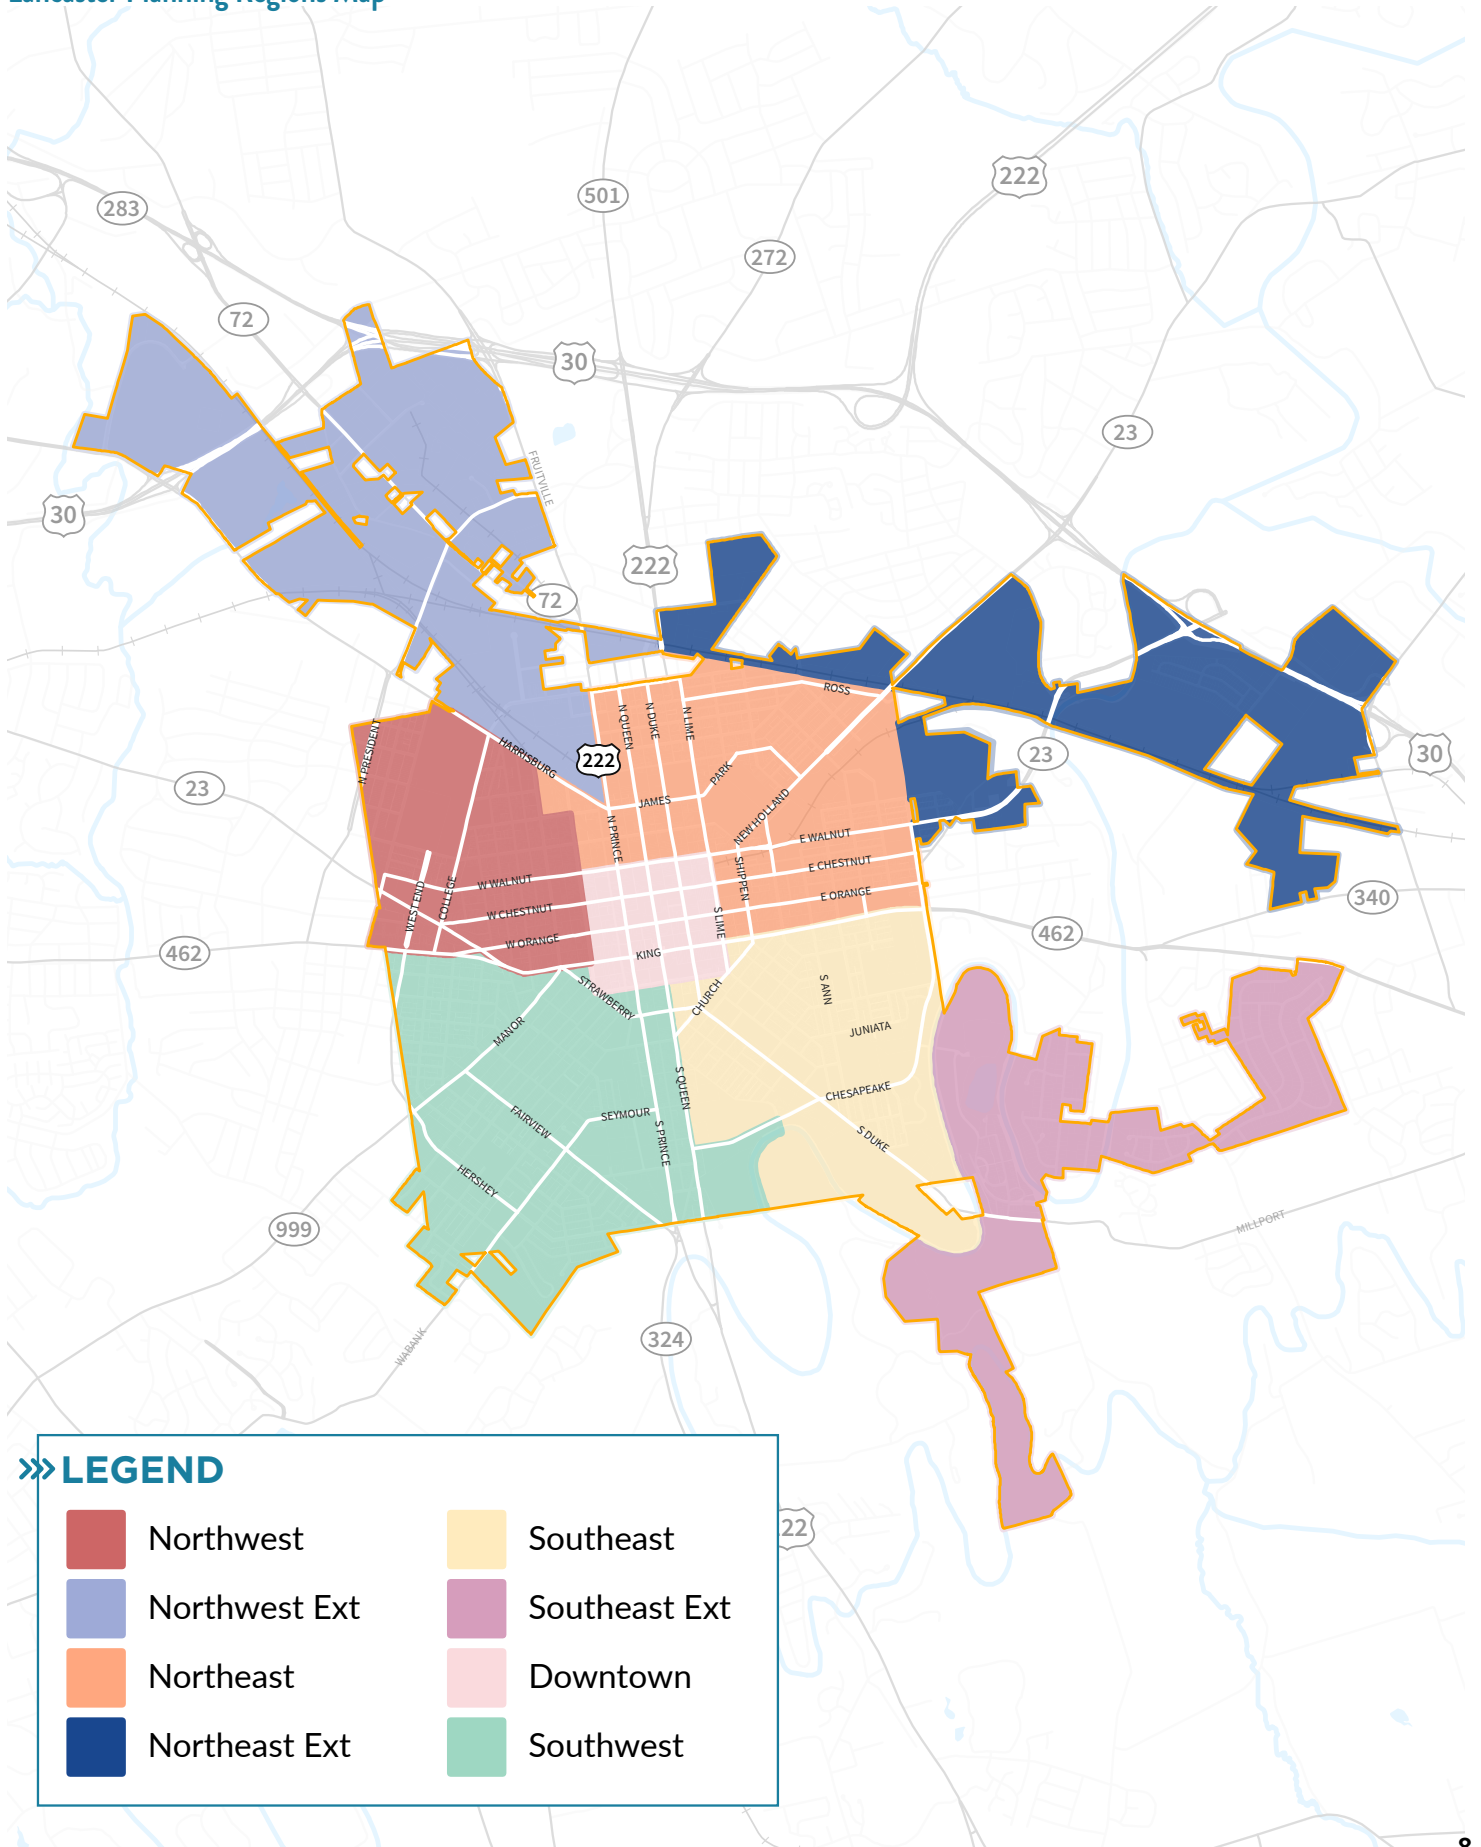 Lancaster Planning Regions Map
222
283
501
272
72
30
23
30
FRUITVILLE
222
72
ROSS
N QUEEN
N DUKE
N LIME
N PRESIDENT
HARRISBURG
222
23
30
PARK
23
JAMES
NEW HOLLAND
N PRINCE
E WALNUT
E CHESTNUT
SHIPPEN
W WALNUT
E ORANGE
340
WEST END
COLLEGE
W CHESTNUT
S LIME
462
W ORANGE
KING
462
STRAWBERRY
CHURCH
S ANN
MANOR
JUNIATA
S QUEEN
CHESAPEAKE
FAIRVIEW
SEYMOUR
S PRINCE
S DUKE
HERSHEY
999
MILLPORT
324
WABANK
LEGEND
22
Northwest
Southeast
Northwest Ext
Southeast Ext
Northeast
Downtown
Northeast Ext
Southwest